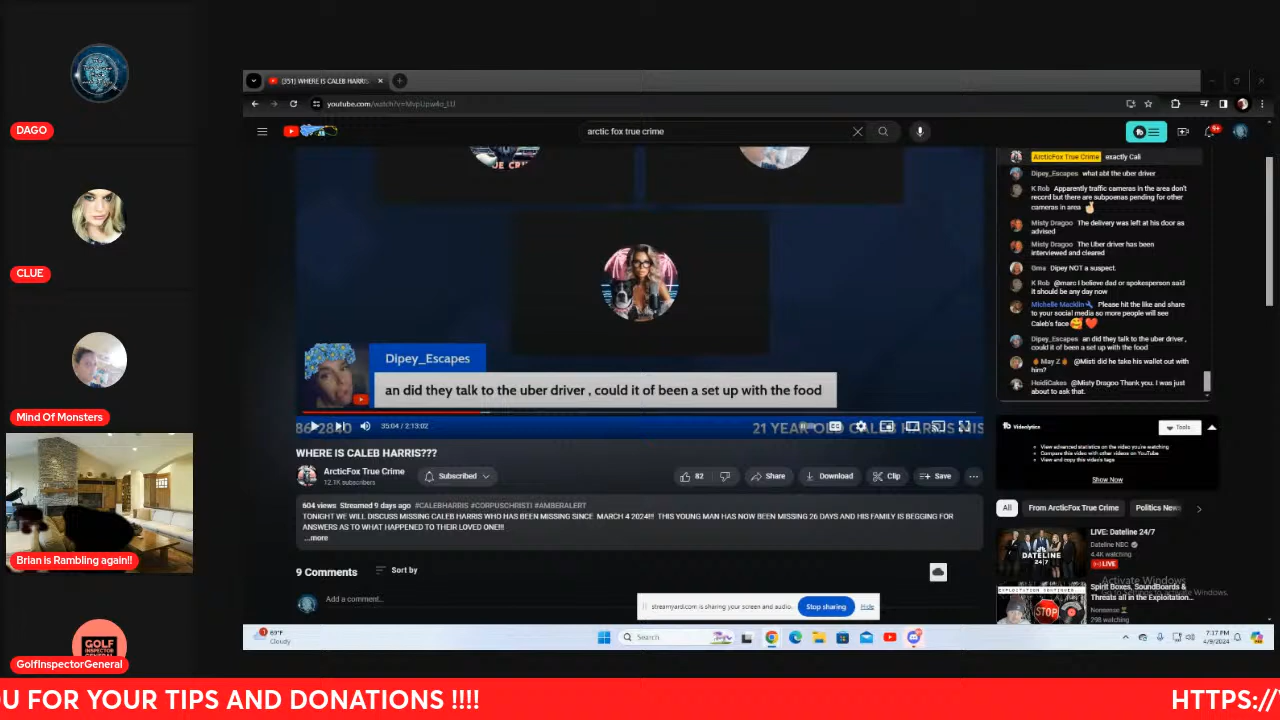 DAGO
CLUE
Mind Of Monsters
Brian is Rambling again!!
GOLF
INSPECTOR
GENERAL
GolfInspectorGeneral
(351) WHERE IS CALEB HARRIS
arctic fox true crime
9+
UE CRI
Dipey_Escapes
an did they talk to the uber driver , could it of been a set up with the food
35:04 / 2:13:02
21 YEAR OLD CALEB HARRIS HIS
WHERE IS CALEB HARRIS???
ArcticFox True Crime
12.1K subscribers
Subscribed
82
Share
Download
Clip
Save
604 views Streamed 9 days ago #CALEBHARRIS #CORPUSCHRISTI #AMBERALERT
TONIGHT WE WILL DISCUSS MISSING CALEB HARRIS WHO HAS BEEN MISSING SINCE MARCH 4 2024!!! THIS YOUNG MAN HAS NOW BEEN MISSING 26 DAYS AND HIS FAMILY IS BEGGING FOR
ANSWERS AS TO WHAT HAPPENED TO THEIR LOVED ONE!!!
...more
9 Comments
Sort by
Add a comment...
ArcticFox True Crime exactly Cali
Dipey_Escapes what abt the uber driver
K Rob Apparently traffic cameras in the area don't
record but there are subpoenas pending for other
cameras in area
Misty Dragoo The delivery was left at his door as
advised
Misty Dragoo The Uber driver has been
interviewed and cleared
Gma Dipey NOT a suspect.
K Rob @marc I believe dad or spokesperson said
it should be any day now
Michelle Macklin Please hit the like and share
to your social media so more people will see
Caleb's face
Dipey_Escapes an did they talk to the uber driver
, could it of been a set up with the food
May Z @Misti did he take his wallet out with
him?
HeidiCakes @Misty Dragoo Thank you. I was just
about to ask that.
Videolytics
Tools
View advanced statistics on the video you're watching
Compare this video with other videos on YouTube
View and copy this video's tags
Show Now
All
From ArcticFox True Crime
Politics News
DATELINE
24/7
LIVE: Dateline 24/7
Dateline NBC
4.4K watching
LIVE
STOP
Spirit Boxes, SoundBoards &
Threats all in the Exploitation...
Nonsense
298 watching
Activate Windows
streamyard.com is sharing your screen and audio.
Stop sharing
Hide
89°F
Cloudy
Search
7:17 PM
4/9/2024
U FOR YOUR TIPS AND DONATIONS !!!!
HTTPS://